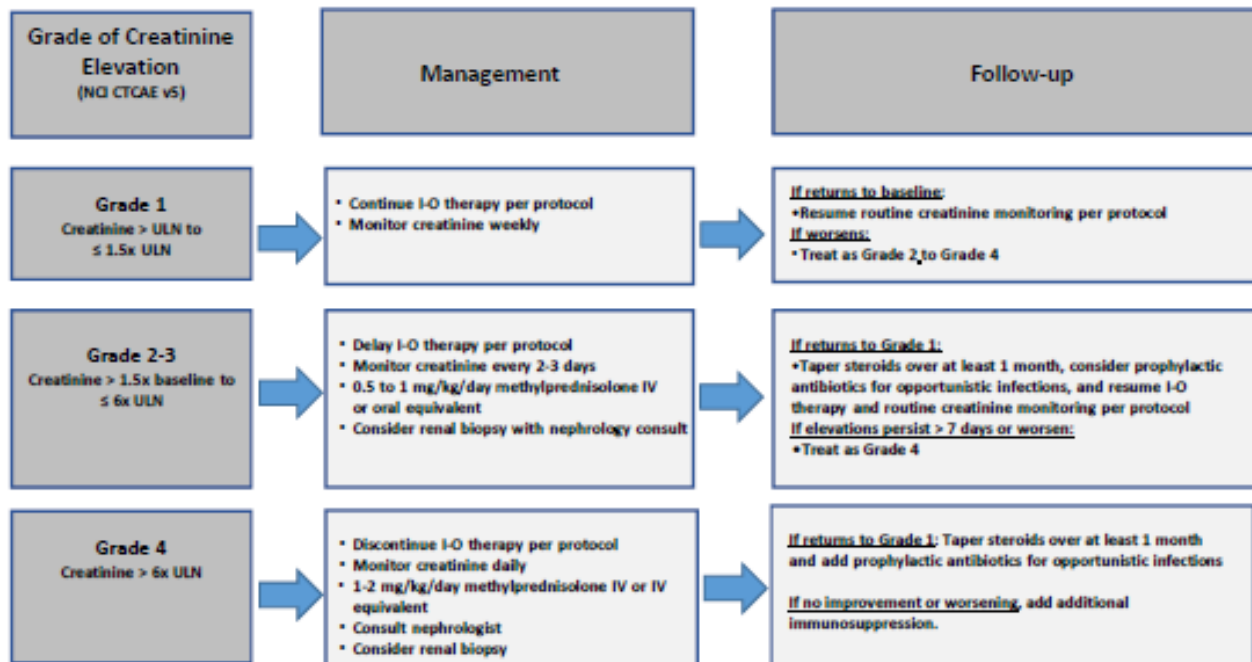 Grade of Creatinine
Elevation
(NCI CTCAE v5)
Management
Follow-up
Grade 1
Creatinine > ULN to
≤ 1.5x ULN
▪ Continue I-O therapy per protocol
▪ Monitor creatinine weekly
If returns to baseline:
•Resume routine creatinine monitoring per protocol
If worsens:
▪Treat as Grade 2 to Grade 4
Grade 2-3
Creatinine > 1.5x baseline to
≤ 6x ULN
▪ Delay I-O therapy per protocol
▪ Monitor creatinine every 2-3 days
▪ 0.5 to 1 mg/kg/day methylprednisolone IV
or oral equivalent
▪ Consider renal biopsy with nephrology consult
If returns to Grade 1:
•Taper steroids over at least 1 month, consider prophylactic
antibiotics for opportunistic infections, and resume I-O
therapy and routine creatinine monitoring per protocol
If elevations persist > 7 days or worsen:
•Treat as Grade 4
Grade 4
Creatinine > 6x ULN
▪ Discontinue I-O therapy per protocol
▪ Monitor creatinine daily
▪ 1-2 mg/kg/day methylprednisolone IV or IV
equivalent
▪ Consult nephrologist
▪ Consider renal biopsy
If returns to Grade 1: Taper steroids over at least 1 month
and add prophylactic antibiotics for opportunistic infections
If no improvement or worsening, add additional
immunosuppression.